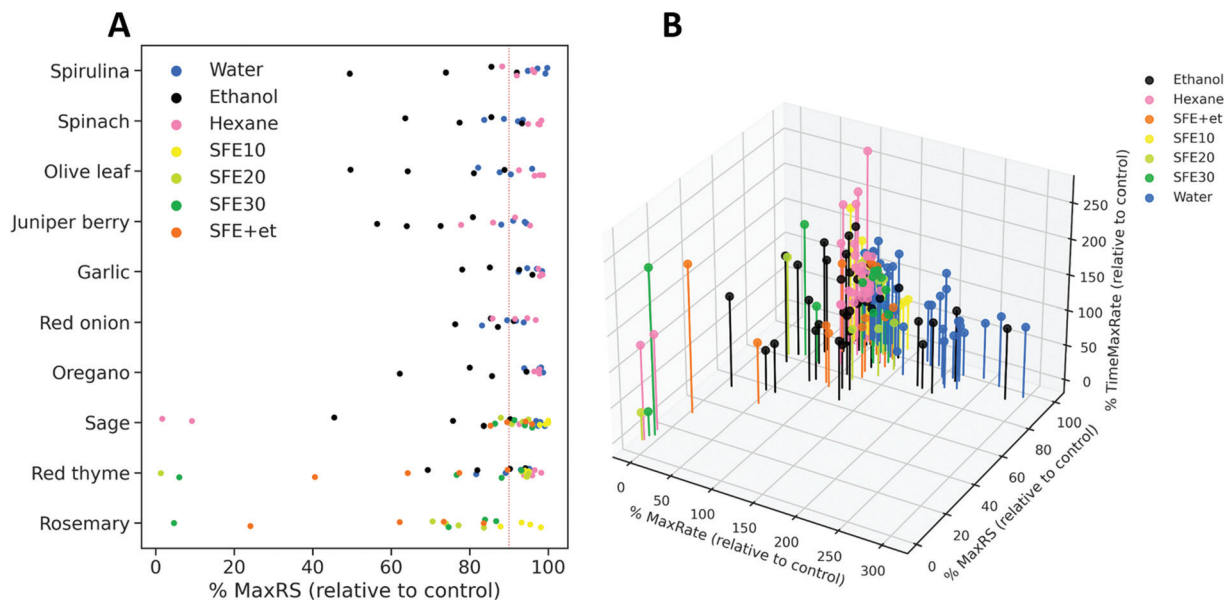 A
Spirulina
Spinach
Olive leaf
Juniper berry
Garlic
Red onion
Oregano
Sage
Red thyme
Rosemary
Water
Ethanol
Hexane
SFE10
SFE20
SFE30
SFE+et
0 20 40 60 80 100
% MaxRS (relative to control)
B
Ethanol
Hexane
SFE+et
SFE10
SFE20
SFE30
Water
250
200
150
100
50
0
% TimeMaxRate (relative to control)
100
80
60
40
20
0
% MaxRS (relative to control)
0 50 100 150 200 250 300
% MaxRate (relative to control)